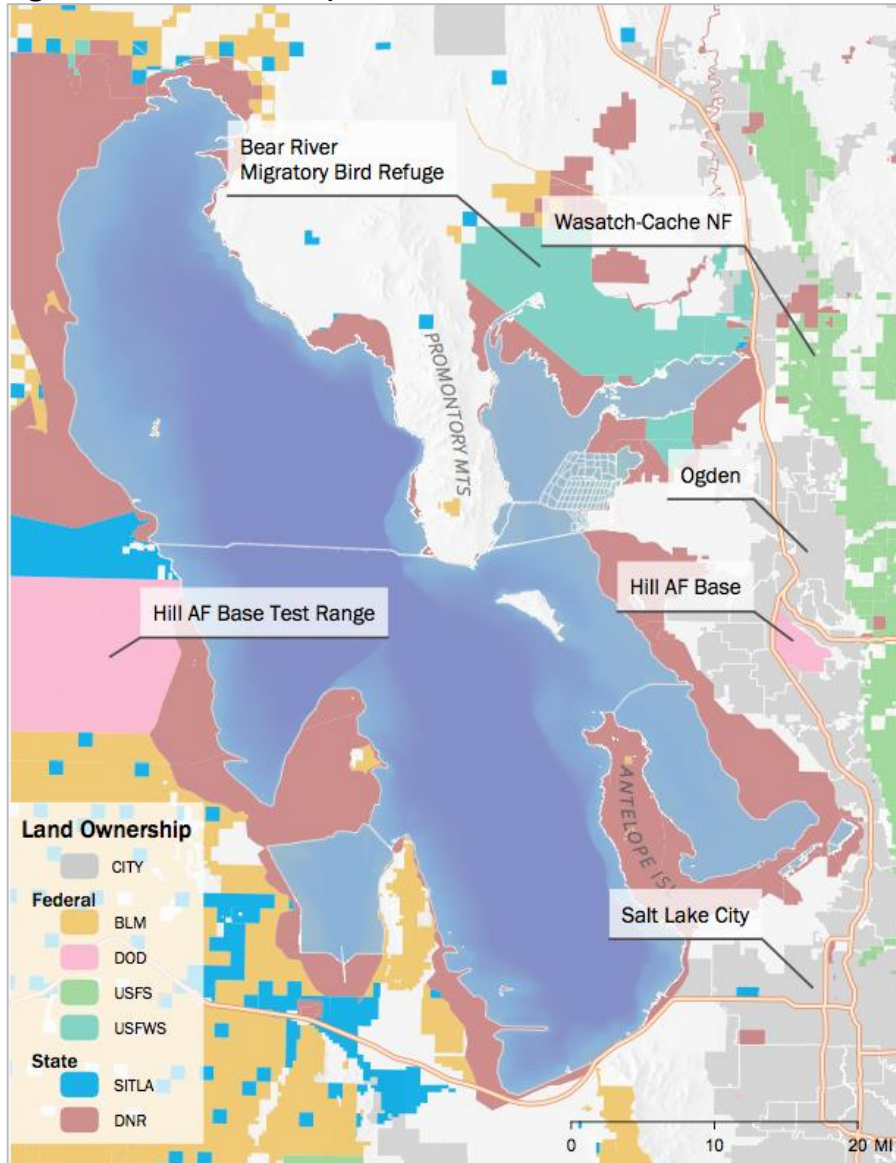 Bear River
Migratory Bird Refuge
Wasatch-Cache NF
PROMONTORY MTS
Ogden
Hill AF Base
Hill AF Base Test Range
ANTELOPE IS
Salt Lake City
Land Ownership
CITY
Federal
BLM
DOD
USFS
USFWS
State
SITLA
DNR
0 10 20 MI